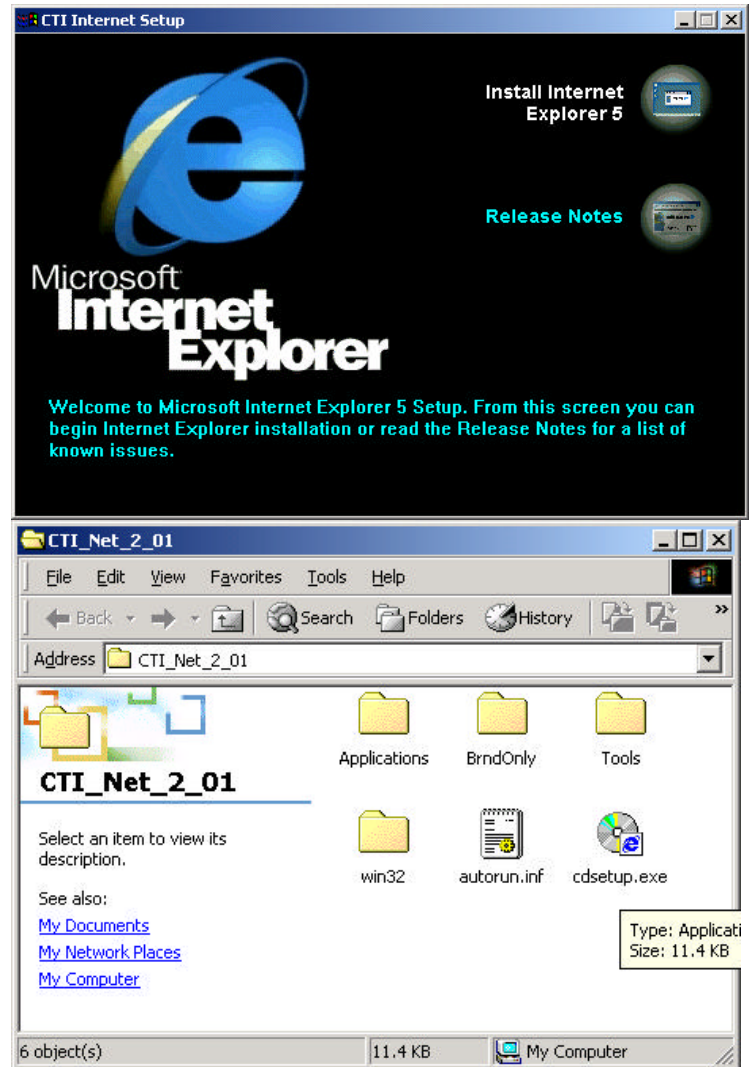 CTI Internet Setup
Install Internet
Explorer 5
Release Notes
Microsoft
Internet
Explorer
Welcome to Microsoft Internet Explorer 5 Setup. From this screen you can
begin Internet Explorer installation or read the Release Notes for a list of
known issues.
CTI_Net_2_01
File Edit View Favorites Tools Help
Back Search Folders History »
Address CTI_Net_2_01
Applications BrndOnly Tools
CTI_Net_2_01
Select an item to view its
description.
win32 autorun.inf cdsetup.exe
See also:
My Documents
My Network Places
My Computer
Type: Applicati
Size: 11.4 KB
6 object(s) 11.4 KB My Computer